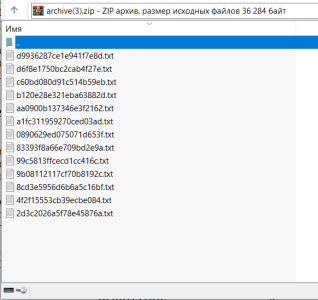 archive(3).zip - ZIP архив, размер исходных файлов 36 284 байт
Имя
..
d9936287ce1e941f7e8d.txt
d6f8e1750bc2cab4f27e.txt
c60bd080d91c514b59eb.txt
b120e28e321eba63882d.txt
aa0900b137346e3f2162.txt
a1fc311959270ced03ad.txt
0890629ed075071d653f.txt
83393f8a66e709bd2e9a.txt
99c5813ffcecd1cc416c.txt
9b08112117cf70b8192c.txt
8cd3e5956d6b6a5c16bf.txt
4f2f15553cb39ecbe084.txt
2d3c2026a5f78e45876a.txt